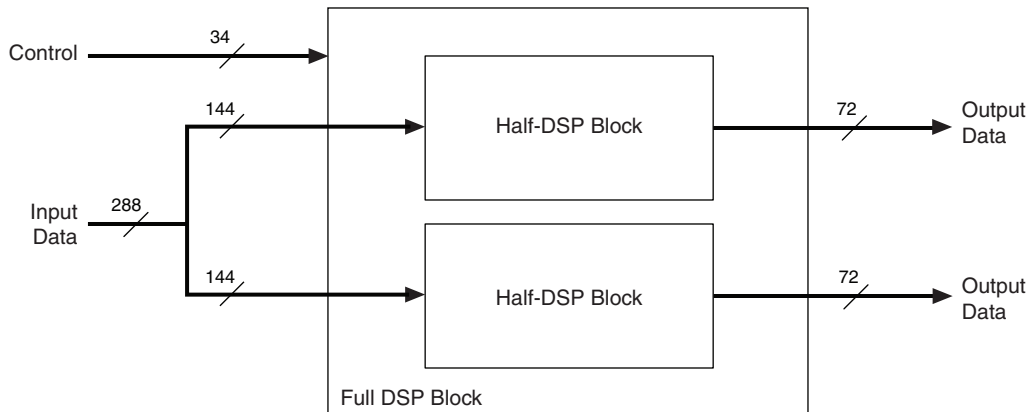 Control
34
144
Half-DSP Block
72
Output
Data
Input
Data
288
144
Half-DSP Block
72
Output
Data
Full DSP Block